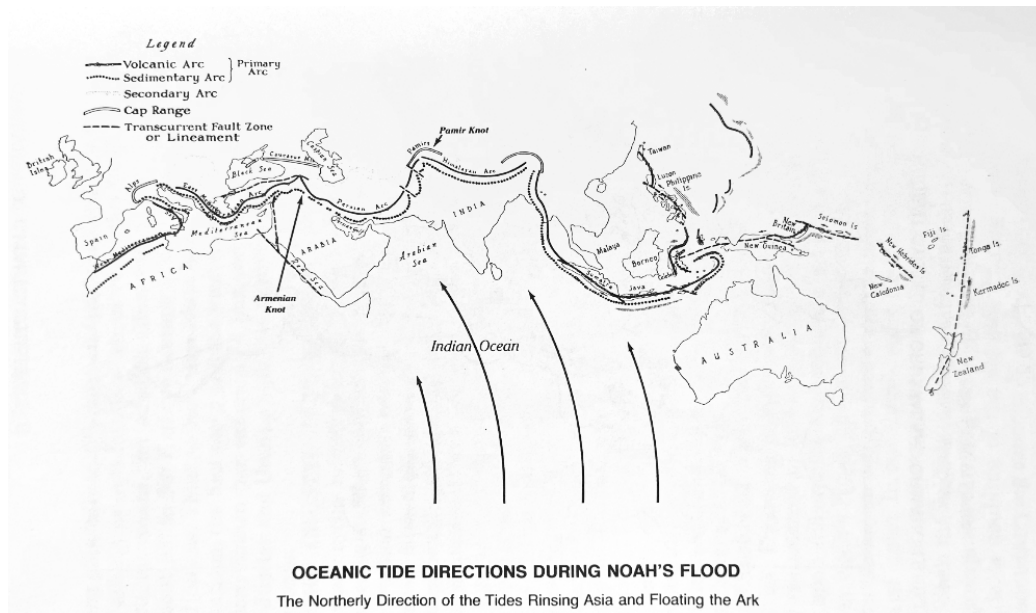 Legend
Volcanic Arc
Sedimentary Arc
Primary Arc
Secondary Arc
Cap Range
Transcurrent Fault Zone
or Lineament
British
Isles
Pamir Knot
Pamirs
Himalayan Arc
Caucasus M
Caspian Sea
Black Sea
Alps
Spain
Mediterranean
Sea
Persian Arc
INDIA
ARABIA
Arabian
Sea
Red Sea
AFRICA
Armenian
Knot
Taiwan
Luzon
Philippine
Is.
Malaya
Borneo
Java
New Guinea
New
Britain
Solomon Is
New Hebrides Is
Fiji Is
Tonga Is.
New
Caledonia
Kermadec Is.
New
Zealand
AUSTRALIA
Indian Ocean
OCEANIC TIDE DIRECTIONS DURING NOAH'S FLOOD
The Northerly Direction of the Tides Rinsing Asia and Floating the Ark